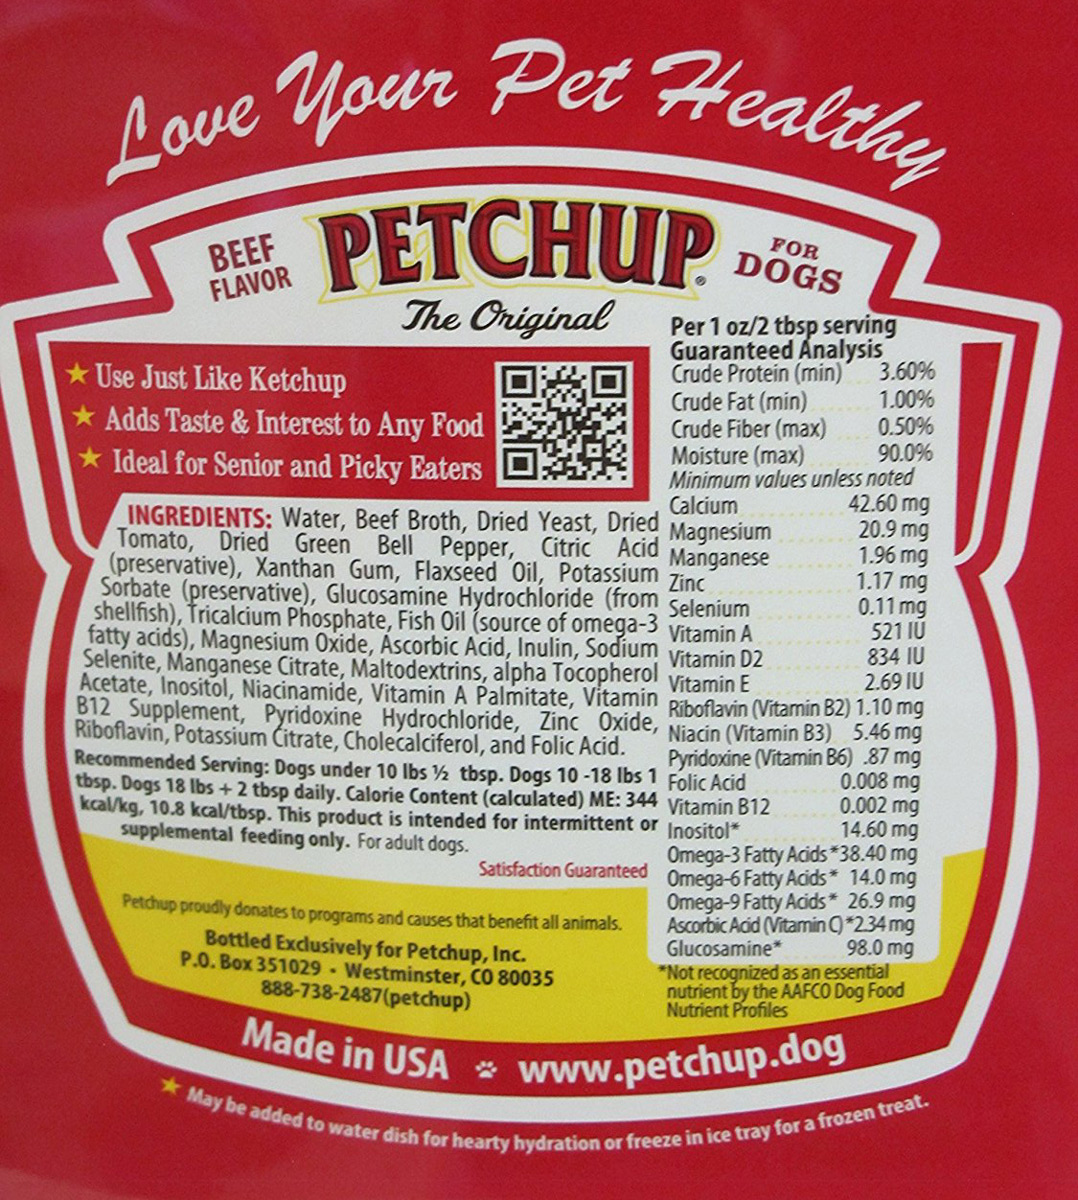 Love Your Pet Healthy
BEEF
FLAVOR
PETCHUP®
FOR
DOGS
The Original
★ Use Just Like Ketchup
★ Adds Taste & Interest to Any Food
★ Ideal for Senior and Picky Eaters
INGREDIENTS: Water, Beef Broth, Dried Yeast, Dried
Tomato, Dried Green Bell Pepper, Citric Acid
(preservative), Xanthan Gum, Flaxseed Oil, Potassium
Sorbate (preservative), Glucosamine Hydrochloride (from
shellfish), Tricalcium Phosphate, Fish Oil (source of omega-3
fatty acids), Magnesium Oxide, Ascorbic Acid, Inulin, Sodium
Selenite, Manganese Citrate, Maltodextrins, alpha Tocopherol
Acetate, Inositol, Niacinamide, Vitamin A Palmitate, Vitamin
B12 Supplement, Pyridoxine Hydrochloride, Zinc Oxide,
Riboflavin, Potassium Citrate, Cholecalciferol, and Folic Acid.
Recommended Serving: Dogs under 10 lbs ½ tbsp. Dogs 10 -18 lbs 1
tbsp. Dogs 18 lbs + 2 tbsp daily. Calorie Content (calculated) ME: 344
kcal/kg, 10.8 kcal/tbsp. This product is intended for intermittent or
supplemental feeding only. For adult dogs.
Satisfaction Guaranteed
Per 1 oz/2 tbsp serving
Guaranteed Analysis
Crude Protein (min) 3.60%
Crude Fat (min) 1.00%
Crude Fiber (max) 0.50%
Moisture (max) 90.0%
Minimum values unless noted
Calcium 42.60 mg
Magnesium 20.9 mg
Manganese 1.96 mg
Zinc 1.17 mg
Selenium 0.11 mg
Vitamin A 521 IU
Vitamin D2 834 IU
Vitamin E 2.69 IU
Riboflavin (Vitamin B2) 1.10 mg
Niacin (Vitamin B3) 5.46 mg
Pyridoxine (Vitamin B6) .87 mg
Folic Acid 0.008 mg
Vitamin B12 0.002 mg
Inositol* 14.60 mg
Omega-3 Fatty Acids *38.40 mg
Omega-6 Fatty Acids * 14.0 mg
Omega-9 Fatty Acids * 26.9 mg
Ascorbic Acid (Vitamin C) *2.34 mg
Glucosamine* 98.0 mg
*Not recognized as an essential
nutrient by the AAFCO Dog Food
Nutrient Profiles
Petchup proudly donates to programs and causes that benefit all animals.
Bottled Exclusively for Petchup, Inc.
P.O. Box 351029 • Westminster, CO 80035
888-738-2487(petchup)
Made in USA www.petchup.dog
★ May be added to water dish for hearty hydration or freeze in ice tray for a frozen treat.